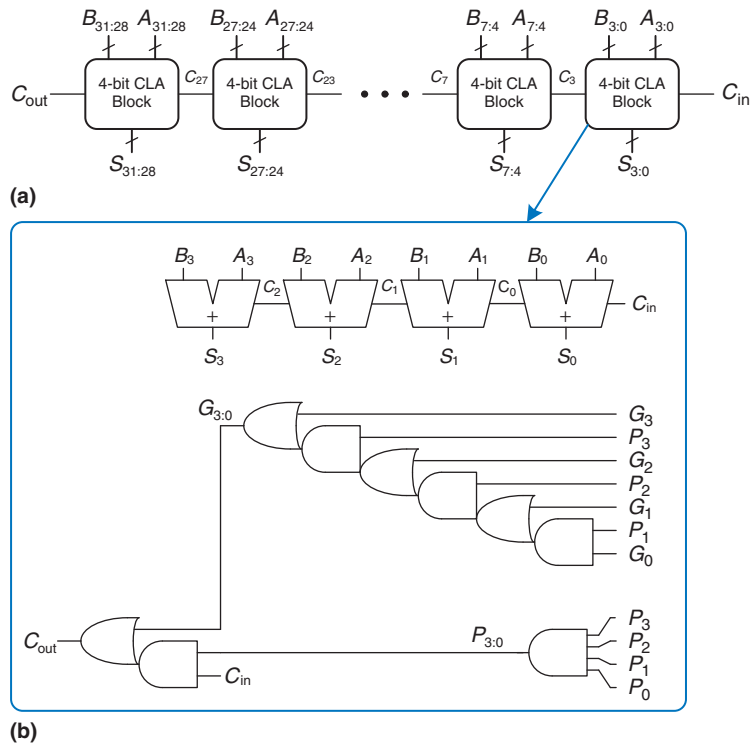 B31:28 A31:28 B27:24 A27:24 B7:4 A7:4 B3:0 A3:0
Cout 4-bit CLA Block C27 4-bit CLA Block C23 C7 4-bit CLA Block C3 4-bit CLA Block Cin
S31:28 S27:24 S7:4 S3:0
(a)
B3 A3 B2 A2 B1 A1 B0 A0
+ C2 + C1 + C0 + Cin
S3 S2 S1 S0
G3:0 G3
P3
G2
P2
G1
P1
G0
P3
Cout P3:0 P2
P1
Cin P0
(b)